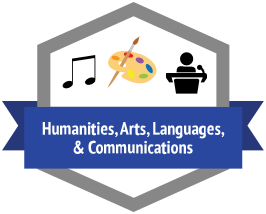 Humanities, Arts, Languages,
& Communications